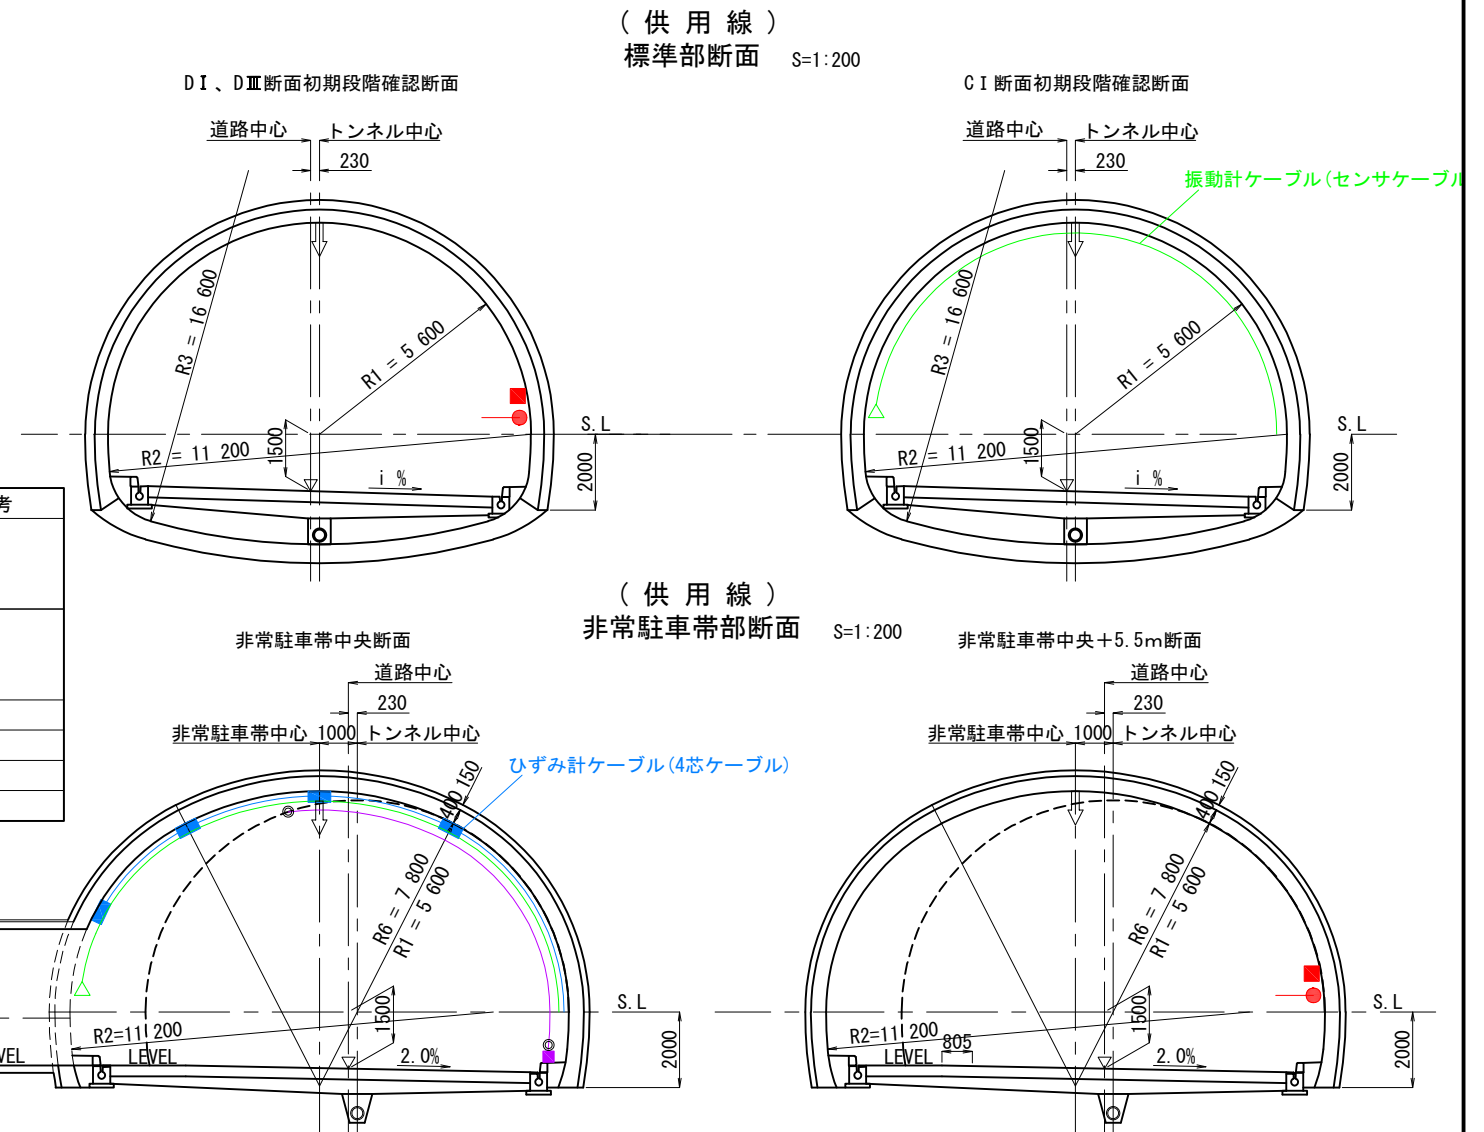 (供用線)
標準部断面 S=1:200
DⅠ、DⅢ断面初期段階確認断面
CⅠ断面初期段階確認断面
道路中心 トンネル中心
230
道路中心 トンネル中心
230
振動計ケーブル(センサケーブル
R3 = 16 600
R1 = 5 600
R3 = 16 600
R1 = 5 600
S.L
S.L
R2 = 11 200
1500
2000
R2 = 11 200
1500
2000
i %
i %
考
(供用線)
非常駐車帯部断面 S=1:200
非常駐車帯中央断面
非常駐車帯中央+5.5m断面
道路中心
230
非常駐車帯中心 1000 トンネル中心
道路中心
230
非常駐車帯中心 1000 トンネル中心
ひずみ計ケーブル(4芯ケーブル)
400 150
400 150
R6 = 7 800
R1 = 5 600
R6 = 7 800
R1 = 5 600
S.L
S.L
R2=11 200
1500
2000
R2=11 200
1500
2000
VEL
LEVEL
2.0%
LEVEL
805
2.0%